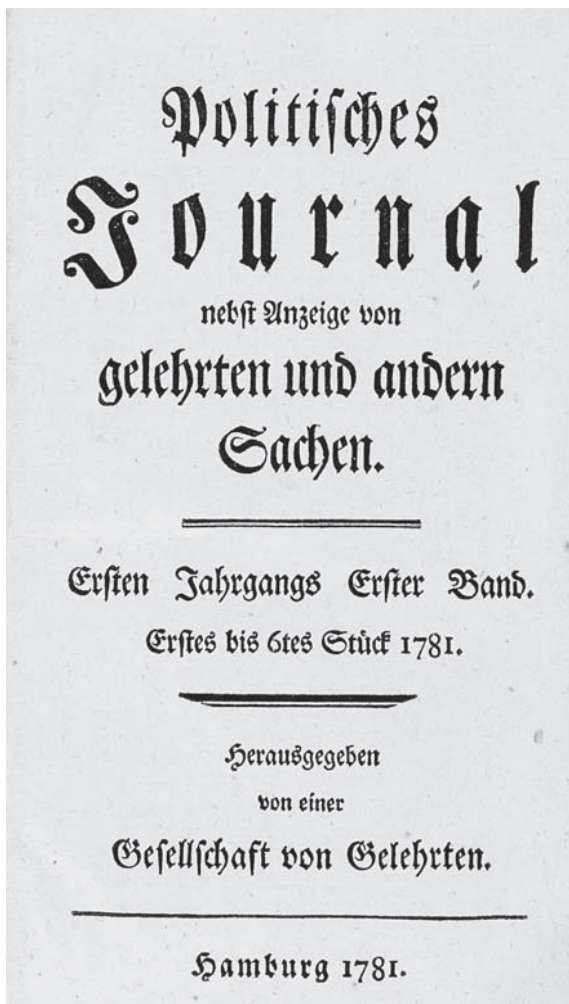 Politisches
Journal
nebst Anzeige von
gelehrten und andern
Sachen.
Ersten Jahrgangs Erster Band.
Erstes bis 6tes Stück 1781.
Herausgegeben
von einer
Gesellschaft von Gelehrten.
Hamburg 1781.